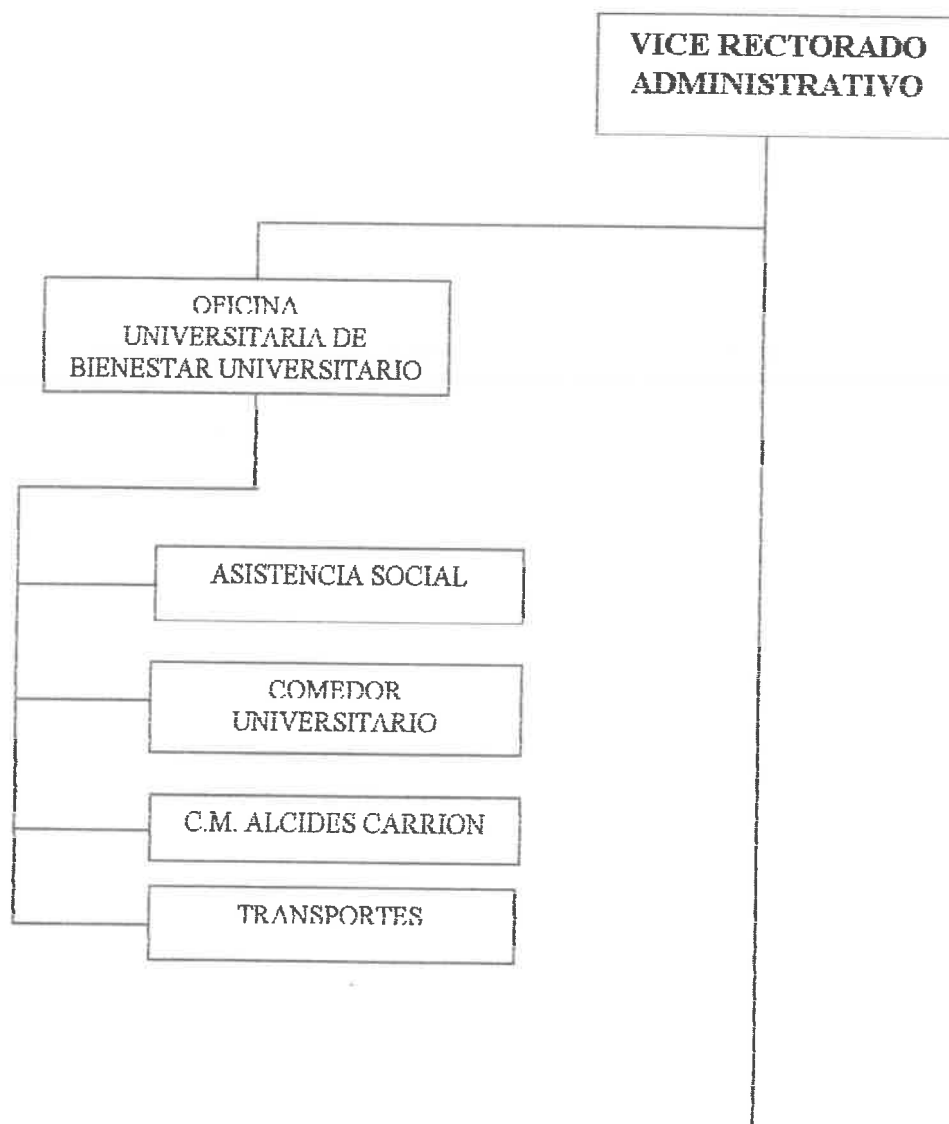 VICE RECTORADO
ADMINISTRATIVO
OFICINA
UNIVERSITARIA DE
BIENESTAR UNIVERSITARIO
ASISTENCIA SOCIAL
COMEDOR
UNIVERSITARIO
C.M. ALCIDES CARRION
TRANSPORTES